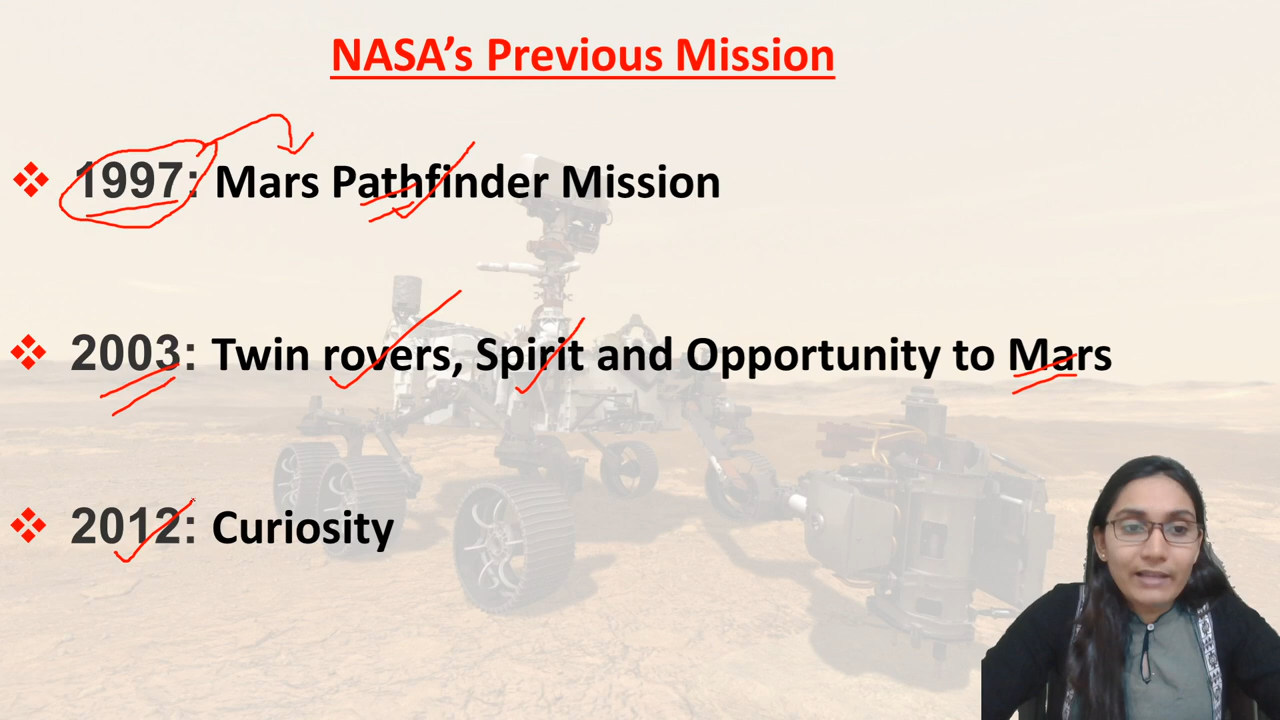 NASA’s Previous Mission
1997: Mars Pathfinder Mission
2003: Twin rovers, Spirit and Opportunity to Mars
2012: Curiosity